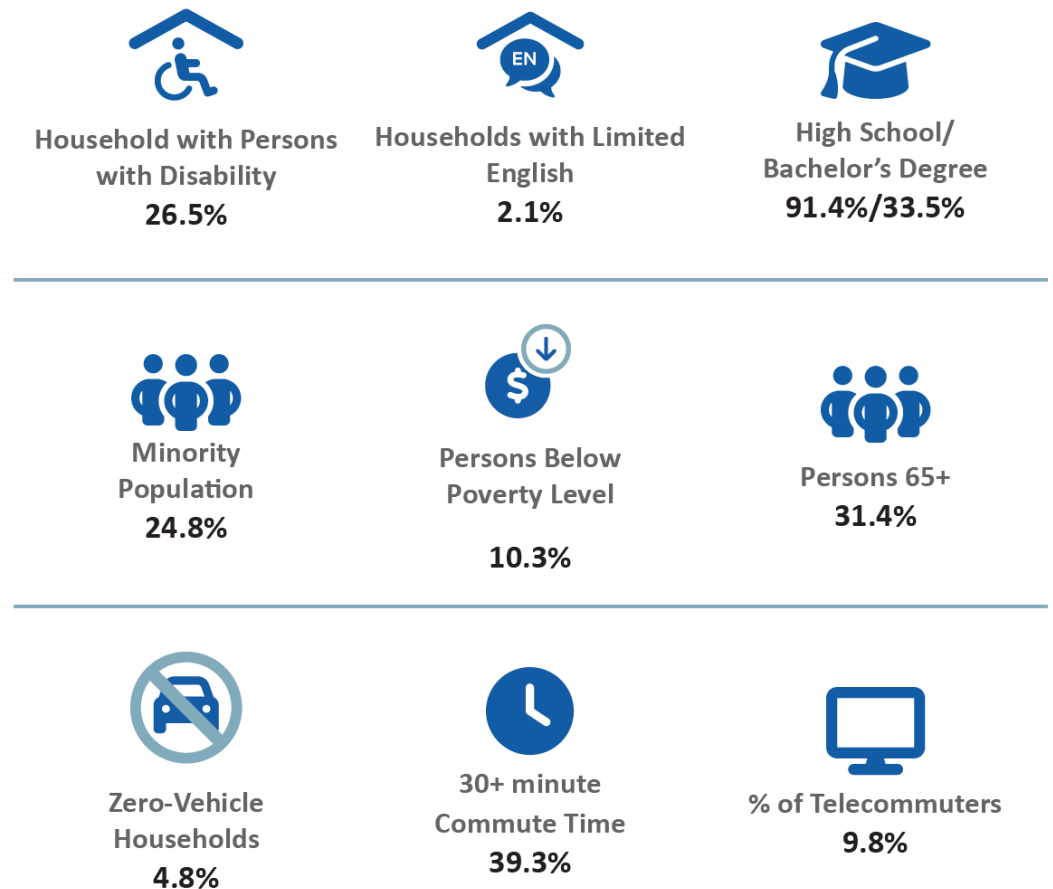 Household with Persons
with Disability
26.5%
EN
Households with Limited
English
2.1%
High School/
Bachelor's Degree
91.4%/33.5%
Minority
Population
24.8%
$
Persons Below
Poverty Level
10.3%
Persons 65+
31.4%
Zero-Vehicle
Households
4.8%
30+ minute
Commute Time
39.3%
% of Telecommuters
9.8%